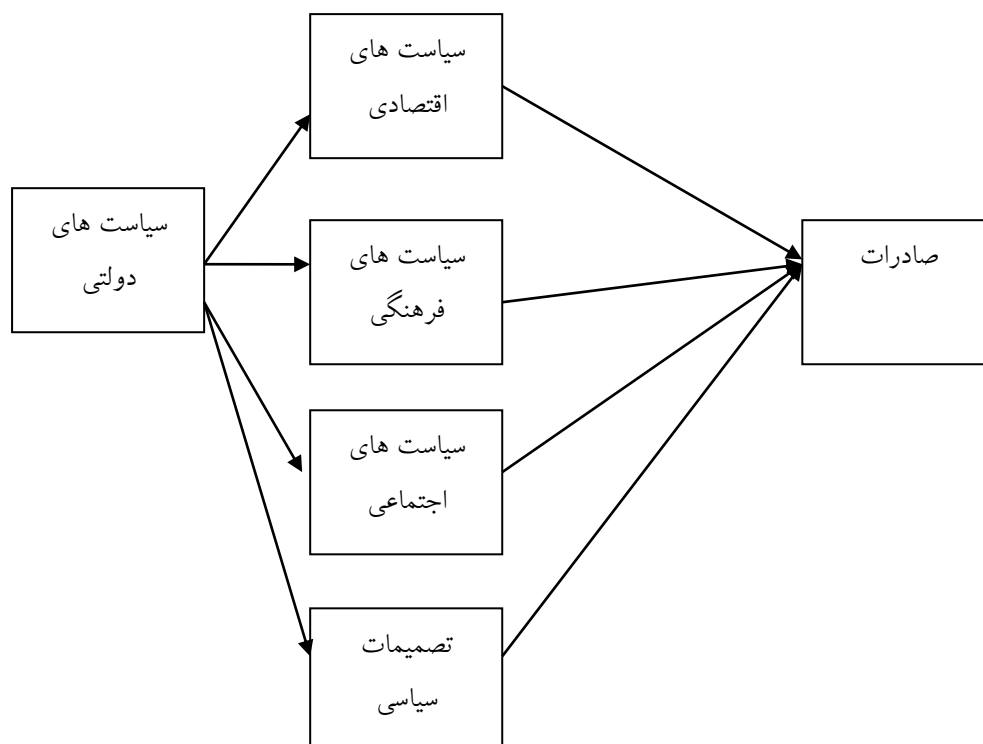 سیاست های
اقتصادی
سیاست های
دولتی
سیاست های
فرهنگی
صادرات
سیاست های
اجتماعی
تصمیمات
سیاسی